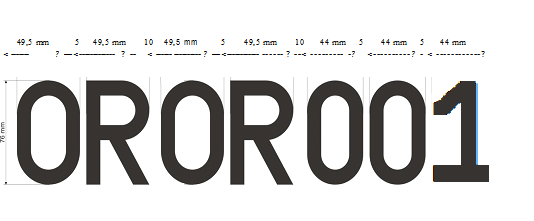 49,5 mm 5 49,5 mm 10 49,5 mm 5 49,5 mm 10 44 mm 5 44 mm 5 44 mm
< ------ ? --- < ------------- ? -- < ------------- ? --- < ------------ ------ ? --- < ----------- -? < ----------- ? - < --------------- ?
76 mm
OROR001